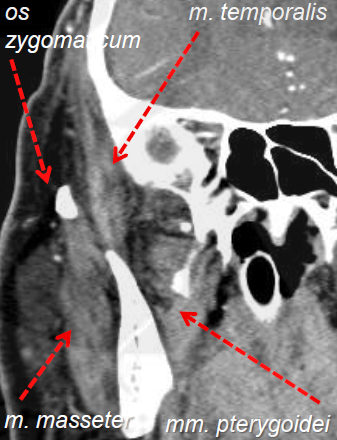 os
zygomaticum
m. temporalis
m. masseter
mm. pterygoidei